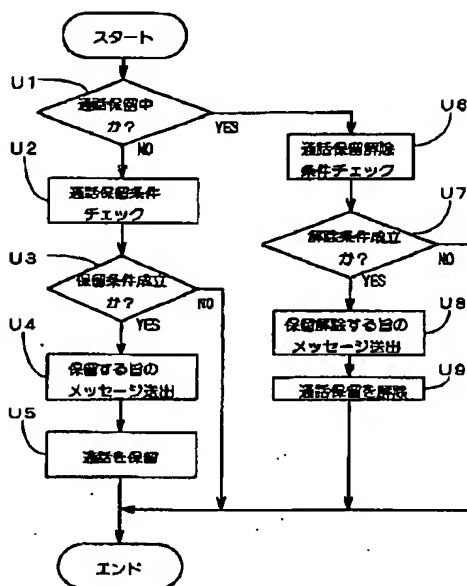 スタート
U1
通話保留中
か?
YES
NO
U2
通話保留条件
チェック
U3
保留条件成立
か?
NO
YES
U4
保留する旨の
メッセージ送出
U5
通話を保留
U6
通話保留解除
条件チェック
U7
解除条件成立
か?
NO
YES
U8
保留解除する旨の
メッセージ送出
U9
通話保留を解除
エンド